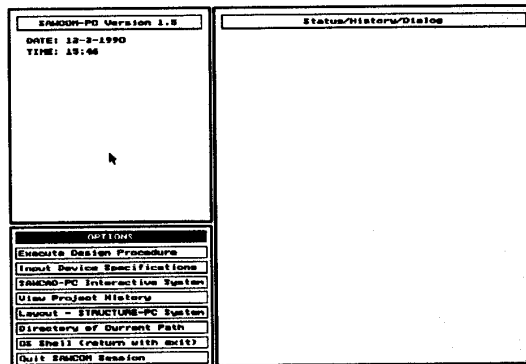 SAWCOM-PC Version 1.5
DATE: 12-2-1990
TIME: 15:46
Status/History/Dialog
OPTIONS
Execute Design Procedure
Input Device Specifications
SAWCAD-PC Interactive System
View Project History
Layout - STRUCTURE-PC System
Directory of Current Path
OS Shell (return with exit)
Quit SAWCOM Session